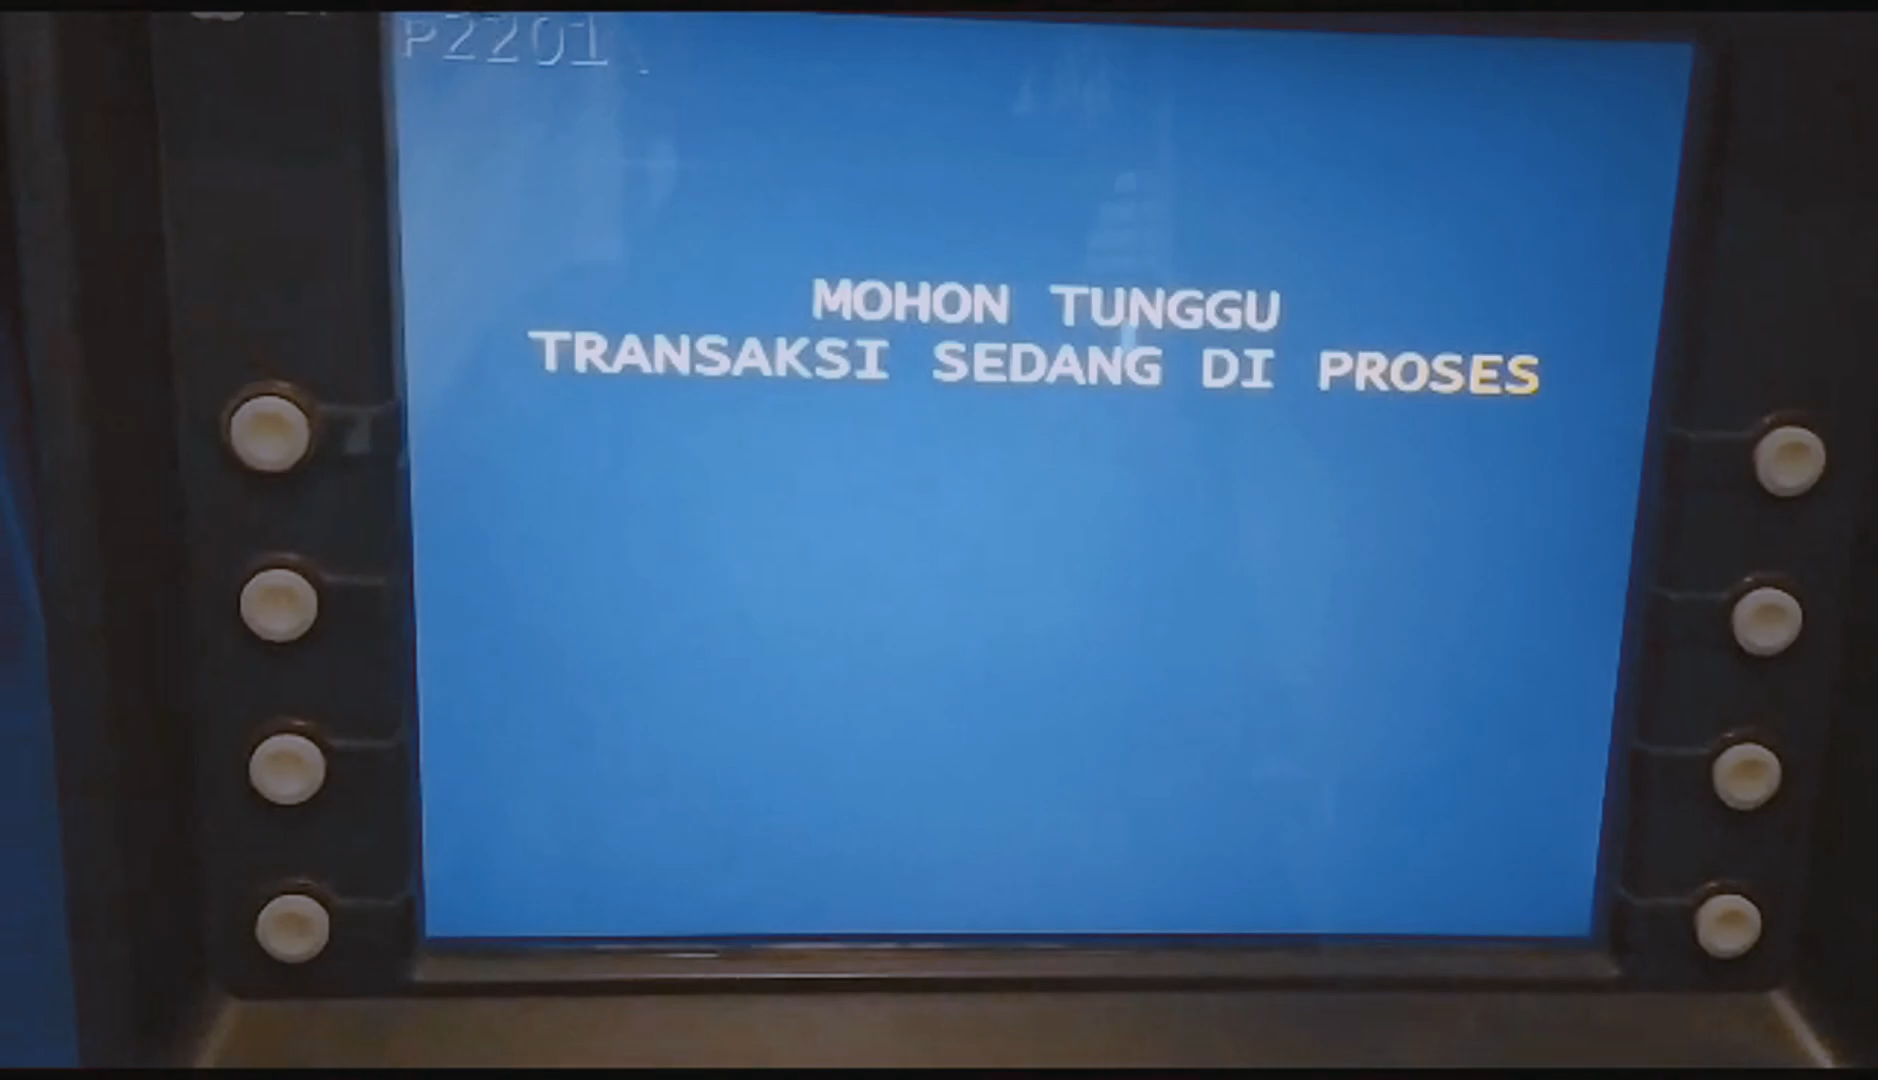 P2201
MOHON TUNGGU
TRANSAKSI SEDANG DI PROSES